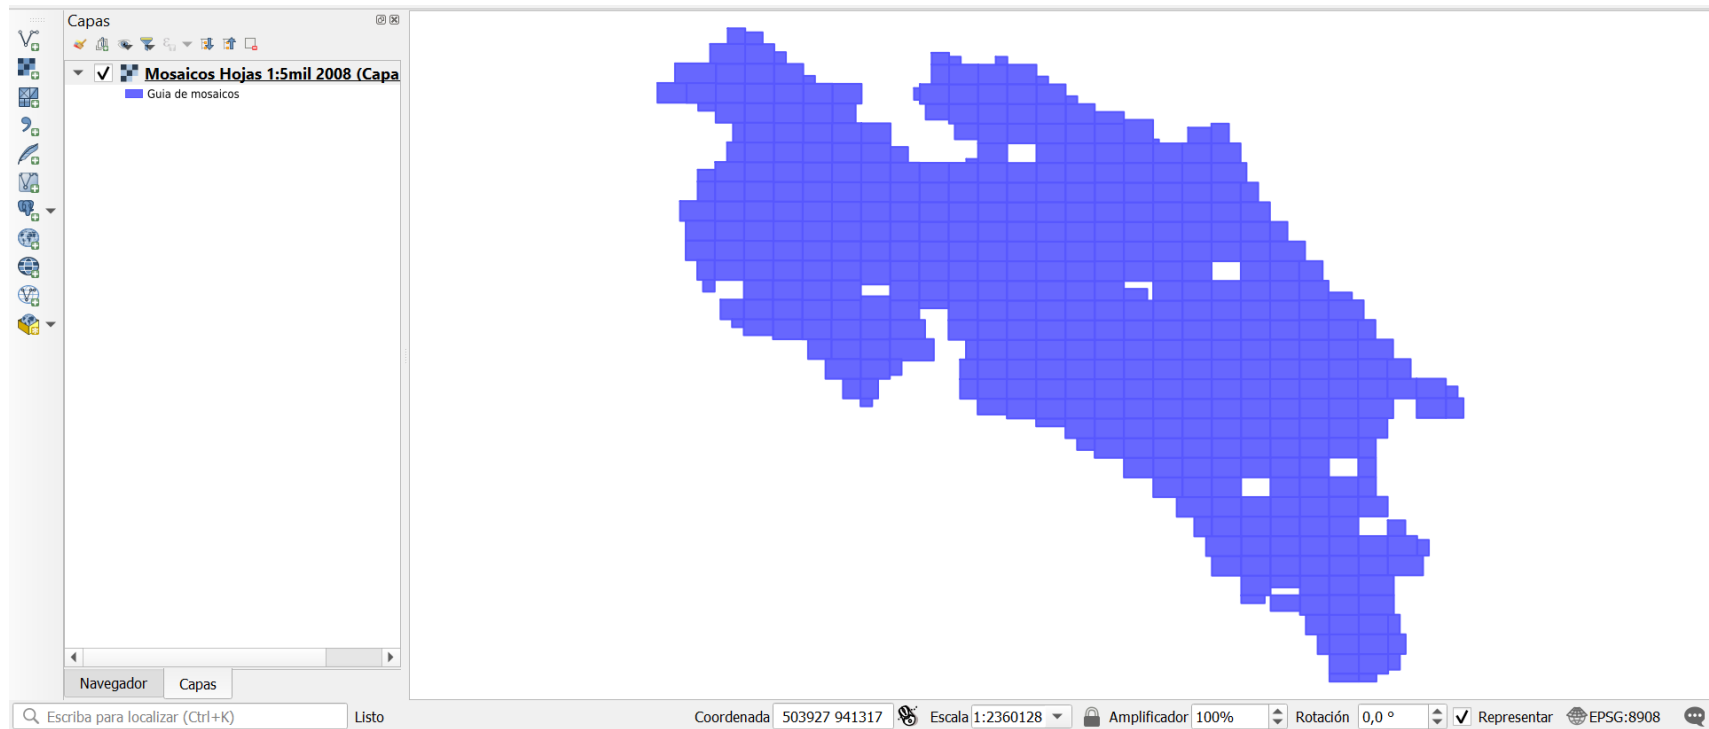 Capas
Mosaicos Hojas 1:5mil 2008 (Capa
Guia de mosaicos
Navegador
Capas
Escriba para localizar (Ctrl+K)
Listo
Coordenada 503927 941317
Escala 1:2360128
Amplificador 100%
Rotación 0,0 °
Representar
EPSG:8908